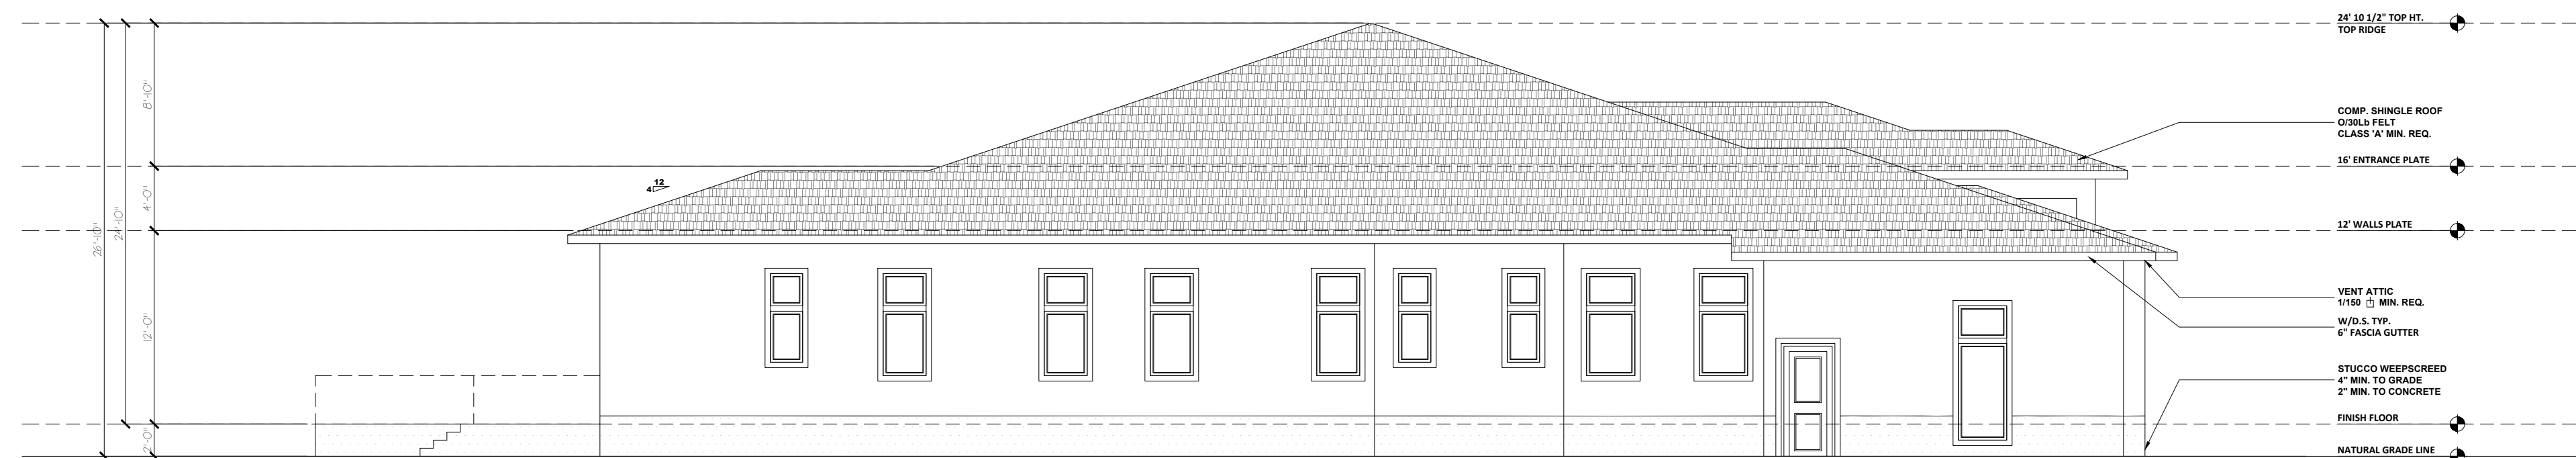 24' 10 1/2" TOP HT.
TOP RIDGE
8'-10"
COMP. SHINGLE ROOF
O/30Lb FELT
CLASS 'A' MIN. REQ.
16' ENTRANCE PLATE
12
4
4'-0"
26'-10"
24'-10"
12' WALLS PLATE
VENT ATTIC
1/150 MIN. REQ.
W/D.S. TYP.
6" FASCIA GUTTER
12'-0"
STUCCO WEEPSCREED
4" MIN. TO GRADE
2" MIN. TO CONCRETE
FINISH FLOOR
2'-0"
NATURAL GRADE LINE